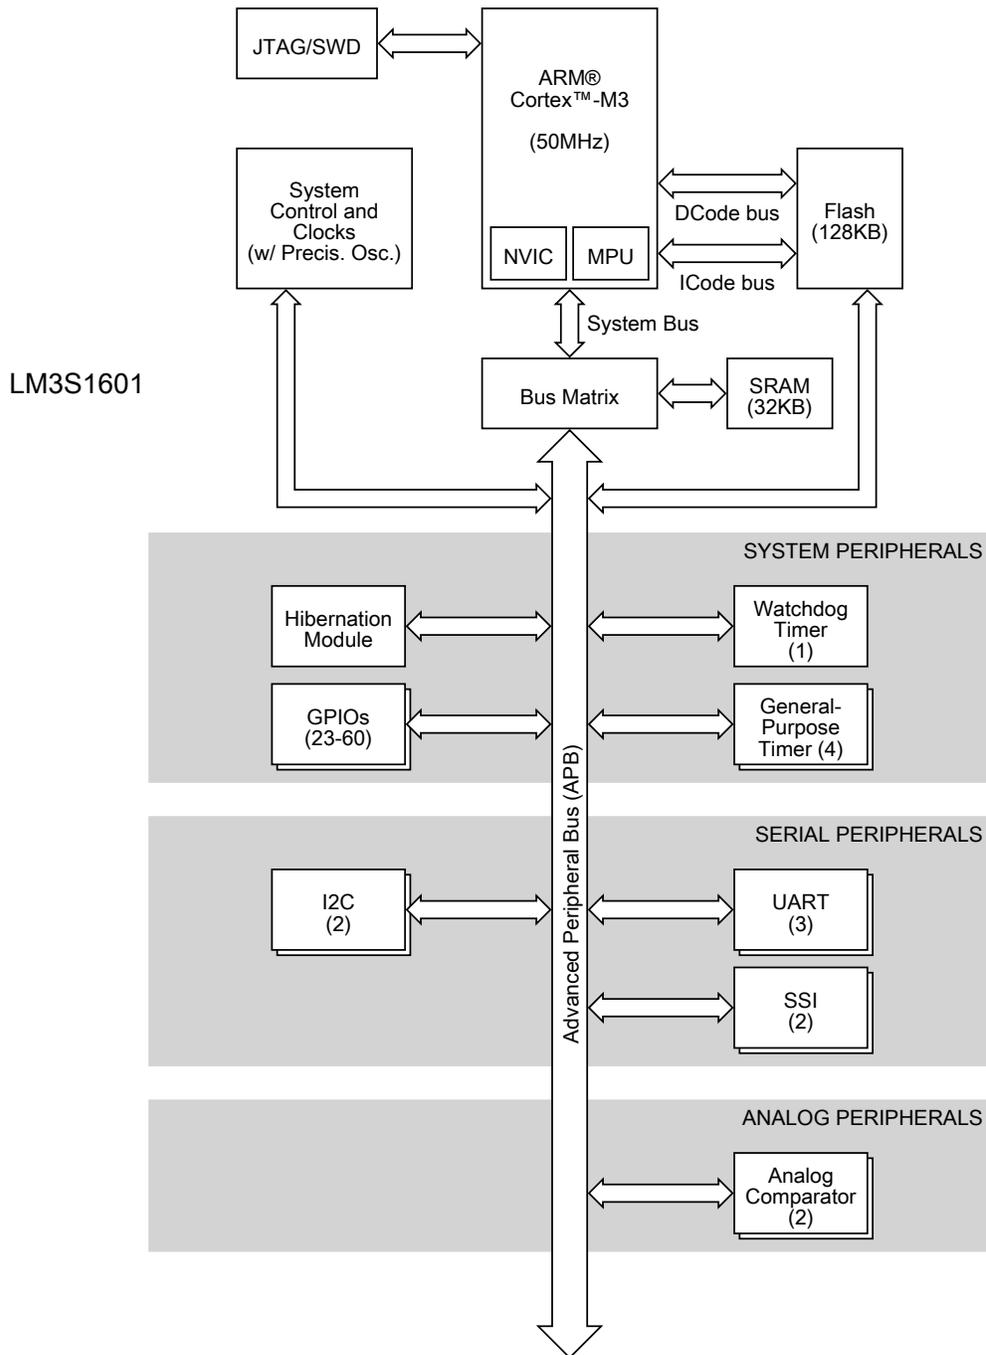 JTAG/SWD
ARM®
Cortex™-M3
(50MHz)
NVIC
MPU
System
Control and
Clocks
(w/ Precis. Osc.)
DCode bus
ICode bus
Flash
(128KB)
System Bus
LM3S1601
Bus Matrix
SRAM
(32KB)
SYSTEM PERIPHERALS
Hibernation
Module
Watchdog
Timer
(1)
GPIOs
(23-60)
General-
Purpose
Timer (4)
Advanced Peripheral Bus (APB)
SERIAL PERIPHERALS
I2C
(2)
UART
(3)
SSI
(2)
ANALOG PERIPHERALS
Analog
Comparator
(2)